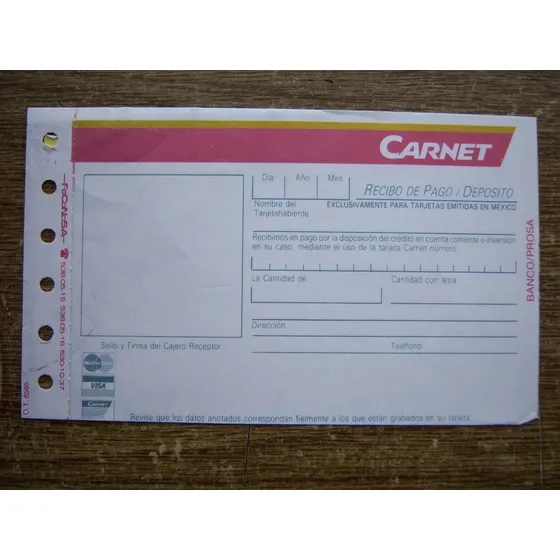 CARNET
Día Año Mes
RECIBO DE PAGO / DEPOSITO
EXCLUSIVAMENTE PARA TARJETAS EMITIDAS EN MEXICO
Nombre del
Tarjetahabiente
Recibimos en pago por la disposición del crédito en cuenta corriente o inversión
en su caso, mediante el uso de la tarjeta Carnet número.
La Cantidad de
Cantidad con letra
Dirección
Teléfono
Sello y Firma del Cajero Receptor
VISA
CARNET
Revise que los datos anotados correspondan fielmente a los que están grabados en su tarjeta
BANCO/PROSA
O.T. 8585